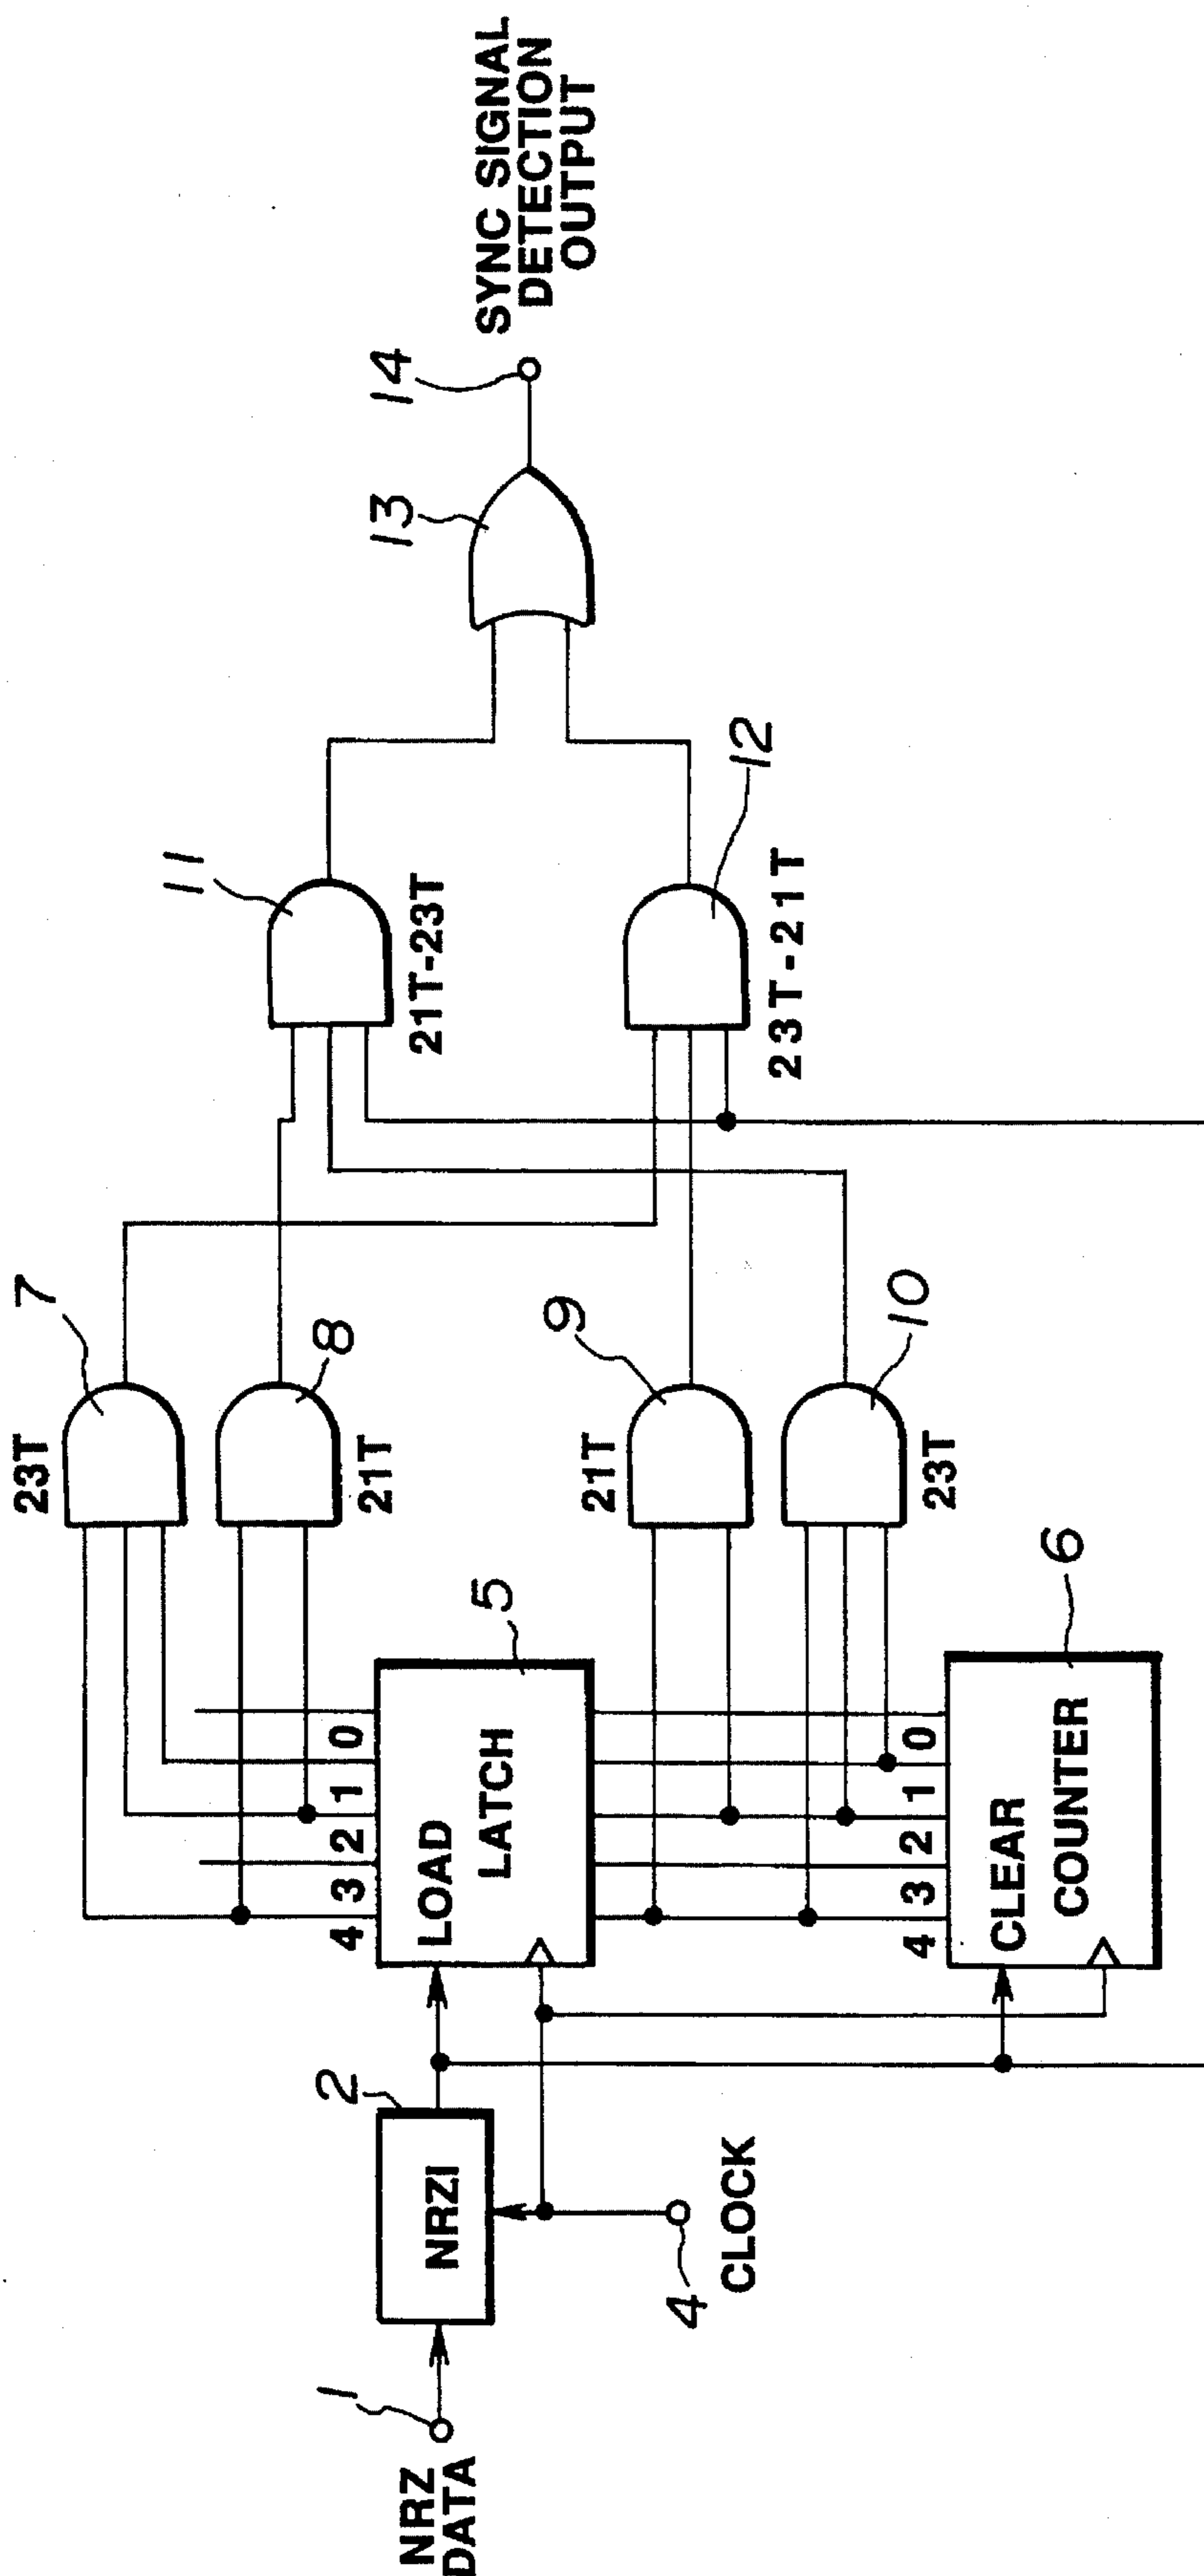 NRZ
DATA
1
NRZI
2
4
CLOCK
LOAD
LATCH
4
3
2
1
0
5
CLEAR
COUNTER
4
3
2
1
0
6
23T
7
21T
8
21T
9
23T
10
11
21T-23T
12
23T-21T
13
14
SYNC SIGNAL
DETECTION
OUTPUT